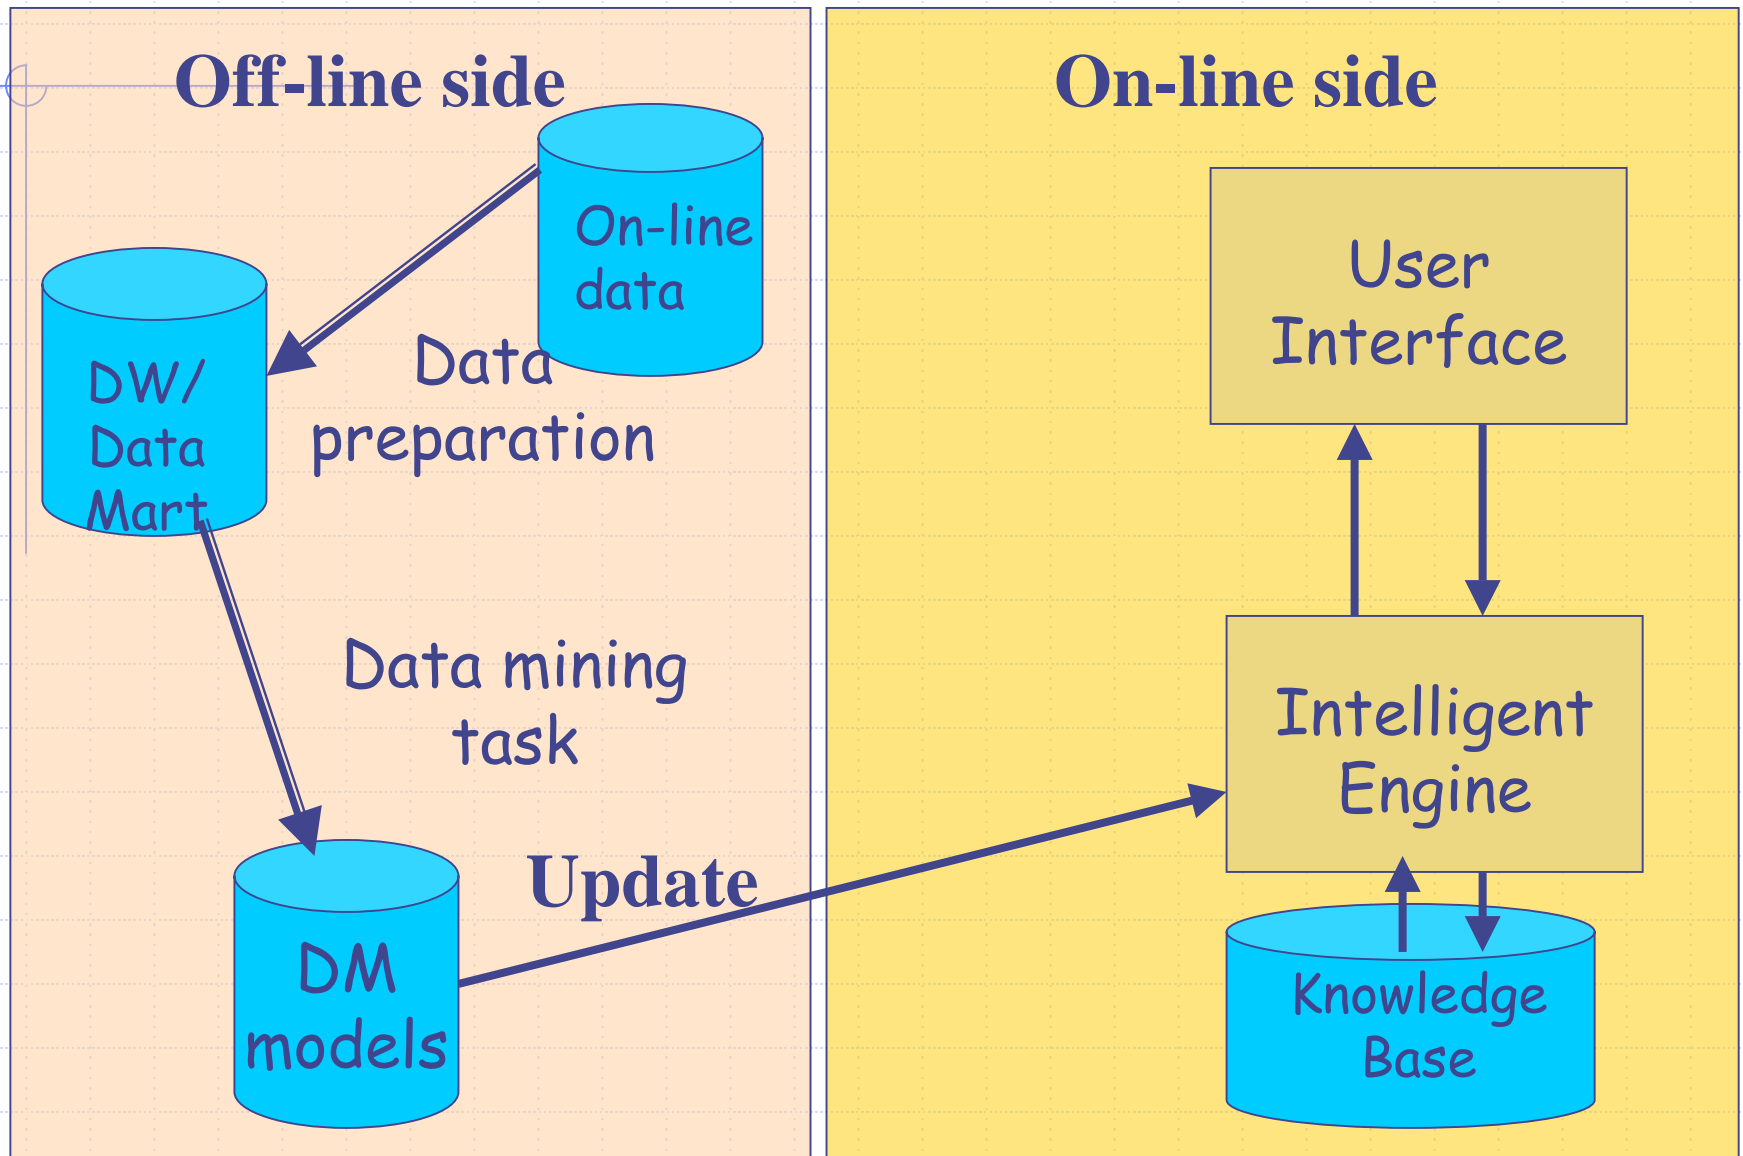 Off-line side
On-line
data
DW/
Data
Mart
Data
preparation
Data mining
task
DM
models
Update
On-line side
User
Interface
Intelligent
Engine
Knowledge
Base